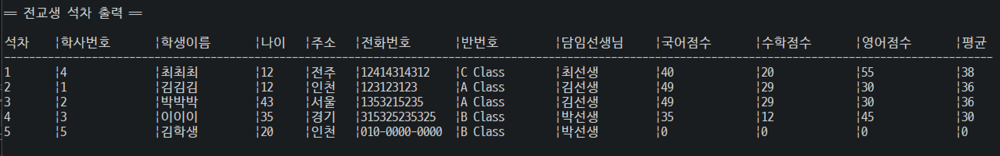 == 전교생 석차 출력 ==
석차 ¦학사번호 ¦학생이름 ¦나이 ¦주소 ¦전화번호 ¦반번호 ¦담임선생님 ¦국어점수 ¦수학점수 ¦영어점수 ¦평균
--------------------------------------------------------------------------------------------------------------------------------------------------------------
1 ¦4 ¦최최최 ¦12 ¦전주 ¦12414314312 ¦C Class ¦최선생 ¦40 ¦20 ¦55 ¦38
2 ¦1 ¦김김김 ¦12 ¦인천 ¦123123123 ¦A Class ¦김선생 ¦49 ¦29 ¦30 ¦36
3 ¦2 ¦박박박 ¦43 ¦서울 ¦1353215235 ¦A Class ¦김선생 ¦49 ¦29 ¦30 ¦36
4 ¦3 ¦이이이 ¦35 ¦경기 ¦315325235325 ¦B Class ¦박선생 ¦35 ¦12 ¦45 ¦30
5 ¦5 ¦김학생 ¦20 ¦인천 ¦010-0000-0000 ¦B Class ¦박선생 ¦0 ¦0 ¦0 ¦0